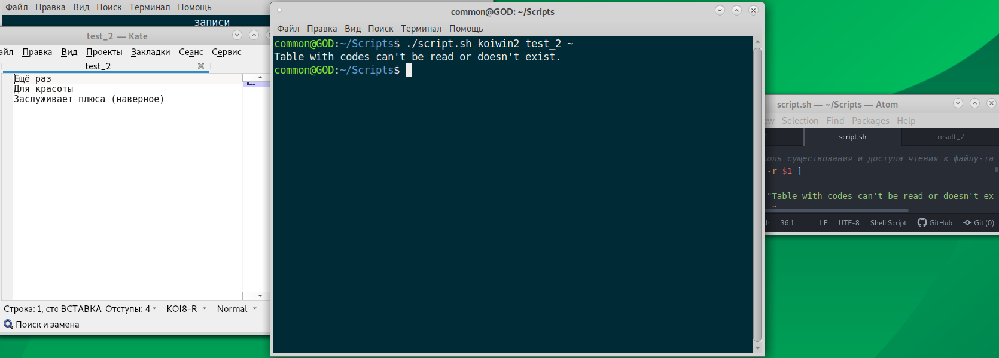 Файл Правка Вид Поиск Терминал Помощь
записи
test_2 — Kate
айл Правка Вид Проекты Закладки Сеанс Сервис
test_2
Ещё раз
Для красоты
Заслуживает плюса (наверное)
Строка: 1, сто ВСТАВКА Отступы: 4 KOI8-R Normal
Поиск и замена
common@GOD: ~/Scripts
Файл Правка Вид Поиск Терминал Помощь
common@GOD:~/Scripts$ ./script.sh koiwin2 test_2 ~
Table with codes can't be read or doesn't exist.
common@GOD:~/Scripts$
script.sh — ~/Scripts — Atom
ew Selection Find Packages Help
1 script.sh result_2
роль существования и доступа чтения к файлу-та
-r $1 ]
"Table with codes can't be read or doesn't ex
h 36:1 LF UTF-8 Shell Script GitHub Git (0)